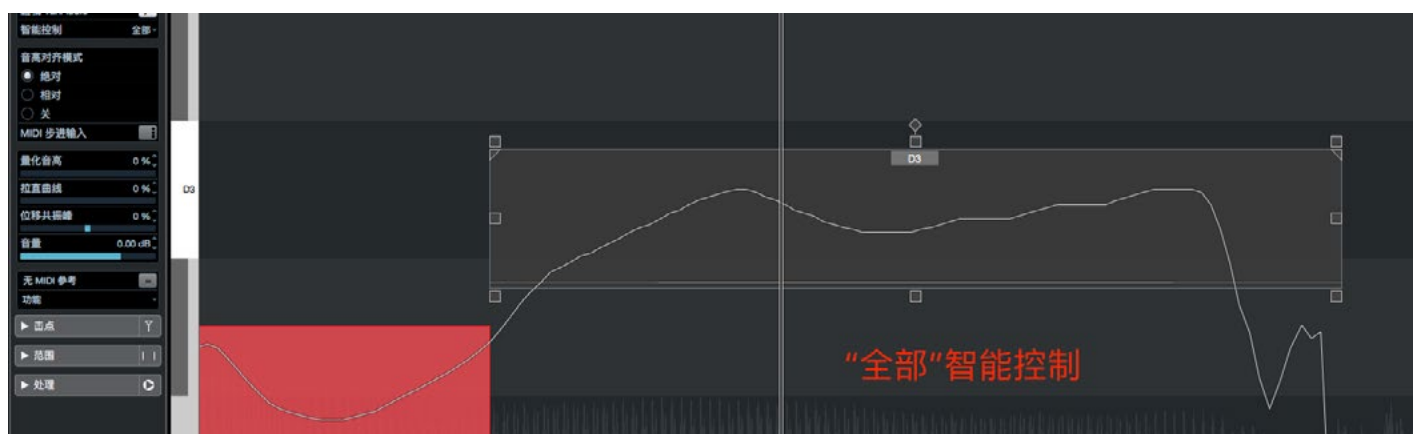 智能控制 全部
音高对齐模式
绝对
相对
关
MIDI 步进输入
量化音高 0 %
拉直曲线 0 %
位移共振峰 0 %
音量 0.00 dB
无 MIDI 参考
功能
击点
范围
处理
D3
D3
“全部”智能控制